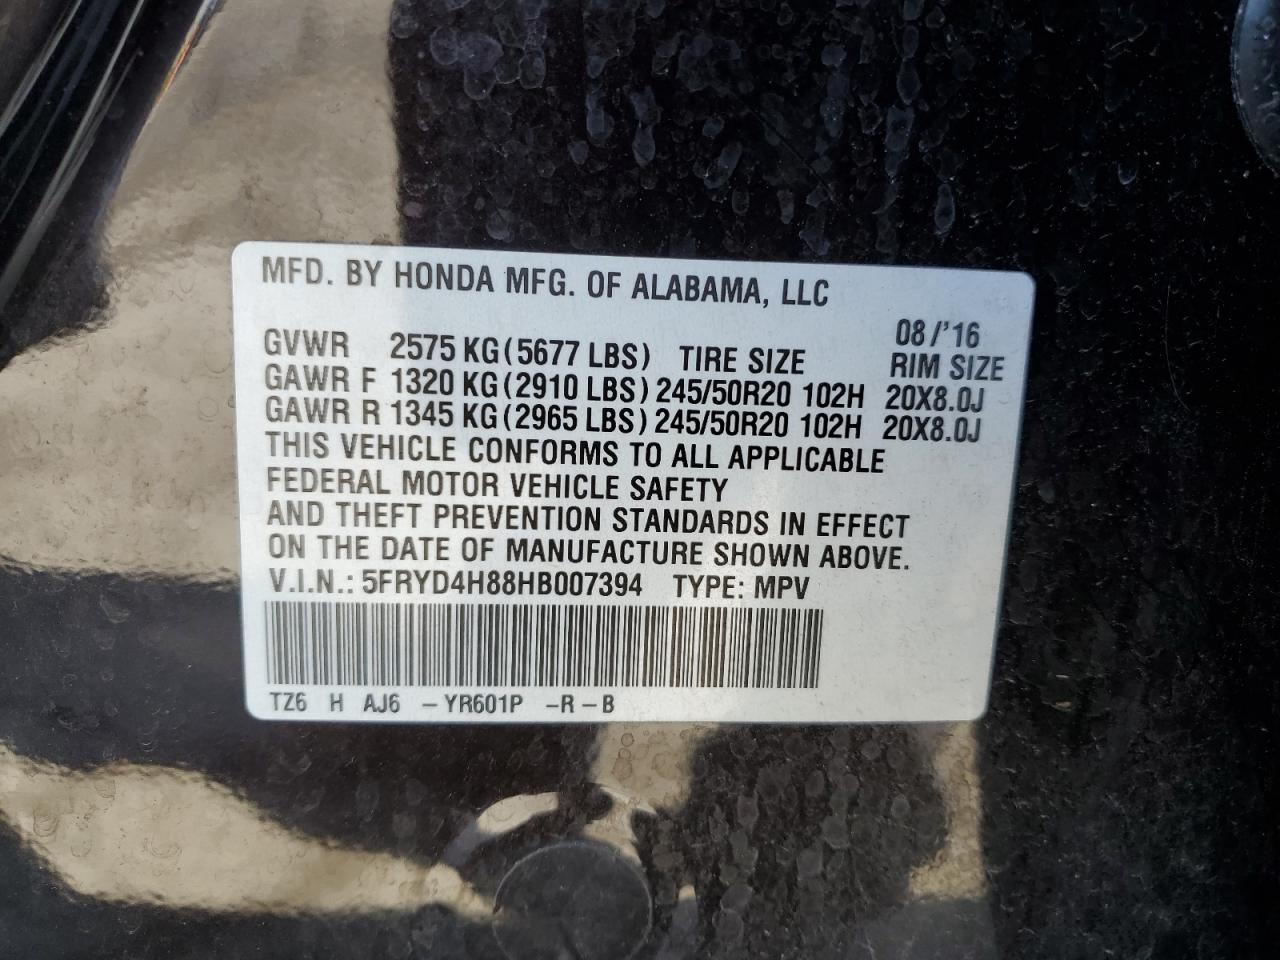 MFD. BY HONDA MFG. OF ALABAMA, LLC
08/'16
GVWR 2575 KG(5677 LBS) TIRE SIZE RIM SIZE
GAWR F 1320 KG(2910 LBS) 245/50R20 102H 20X8.0J
GAWR R 1345 KG(2965 LBS) 245/50R20 102H 20X8.0J
THIS VEHICLE CONFORMS TO ALL APPLICABLE
FEDERAL MOTOR VEHICLE SAFETY
AND THEFT PREVENTION STANDARDS IN EFFECT
ON THE DATE OF MANUFACTURE SHOWN ABOVE.
V.I.N.: 5FRYD4H88HB007394 TYPE: MPV
TZ6 H AJ6 – YR601P –R – B